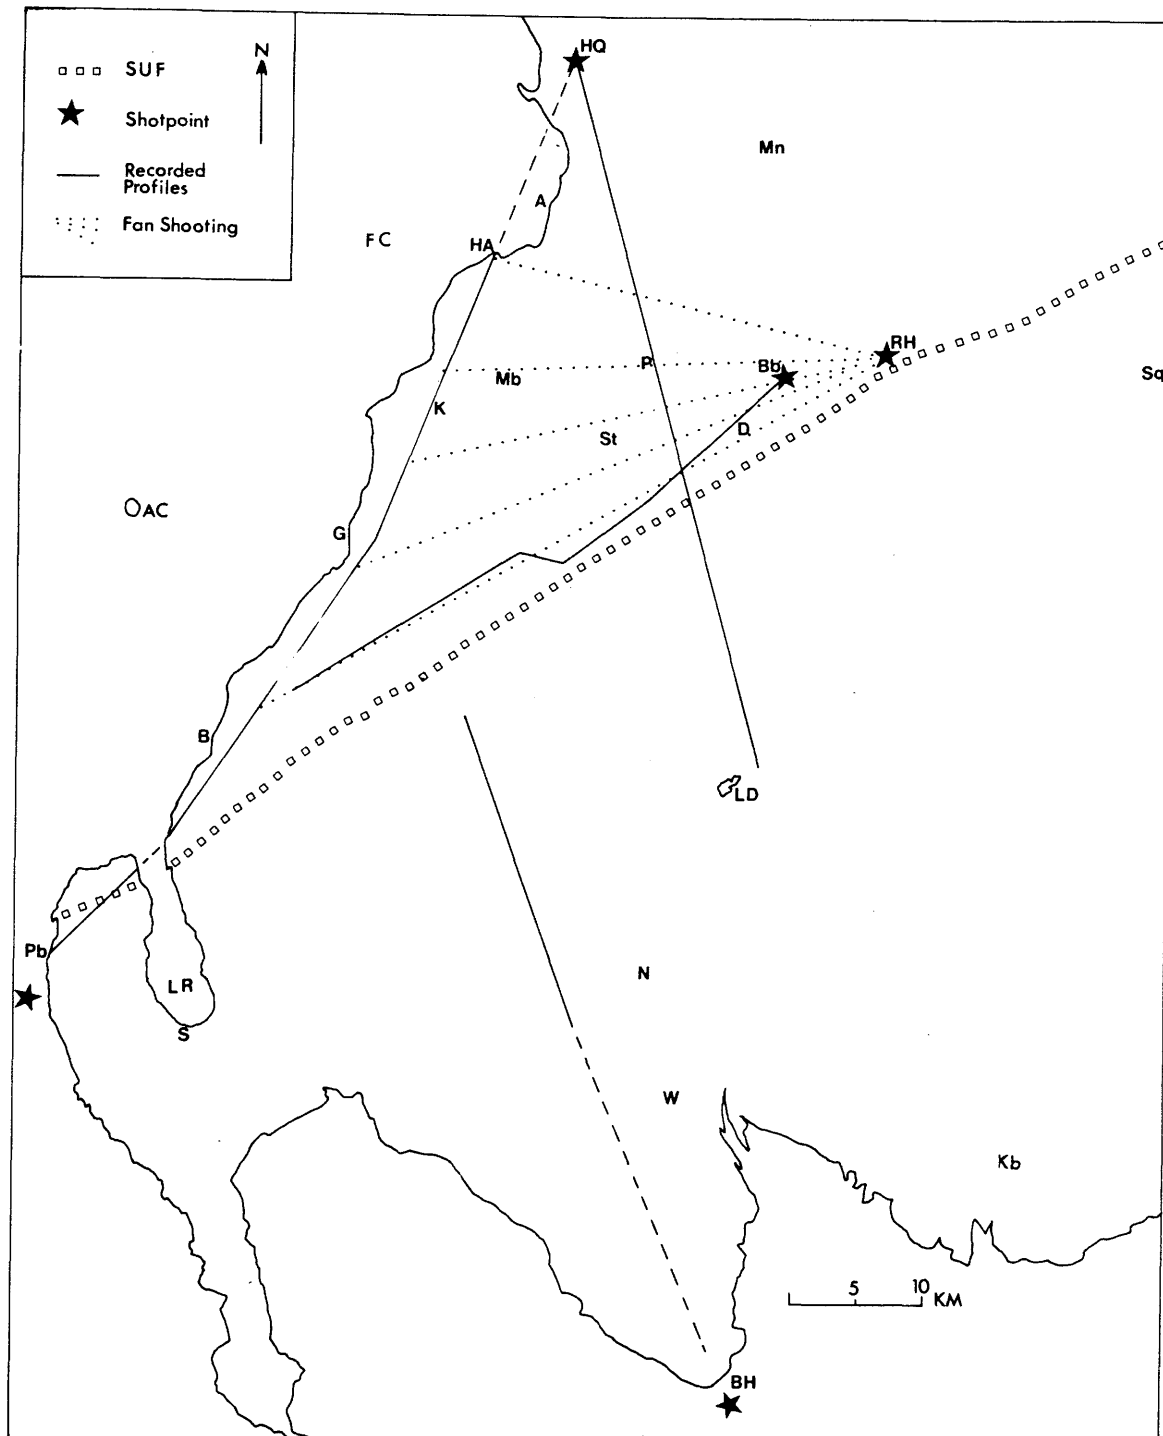 N
SUF
Shotpoint
Recorded
Profiles
Fan Shooting
HQ
Mn
A
FC
HA
RH
P
Bb
Mb
Sq
K
D
St
AC
G
B
LD
Pb
N
LR
S
W
Kb
5 10 KM
BH